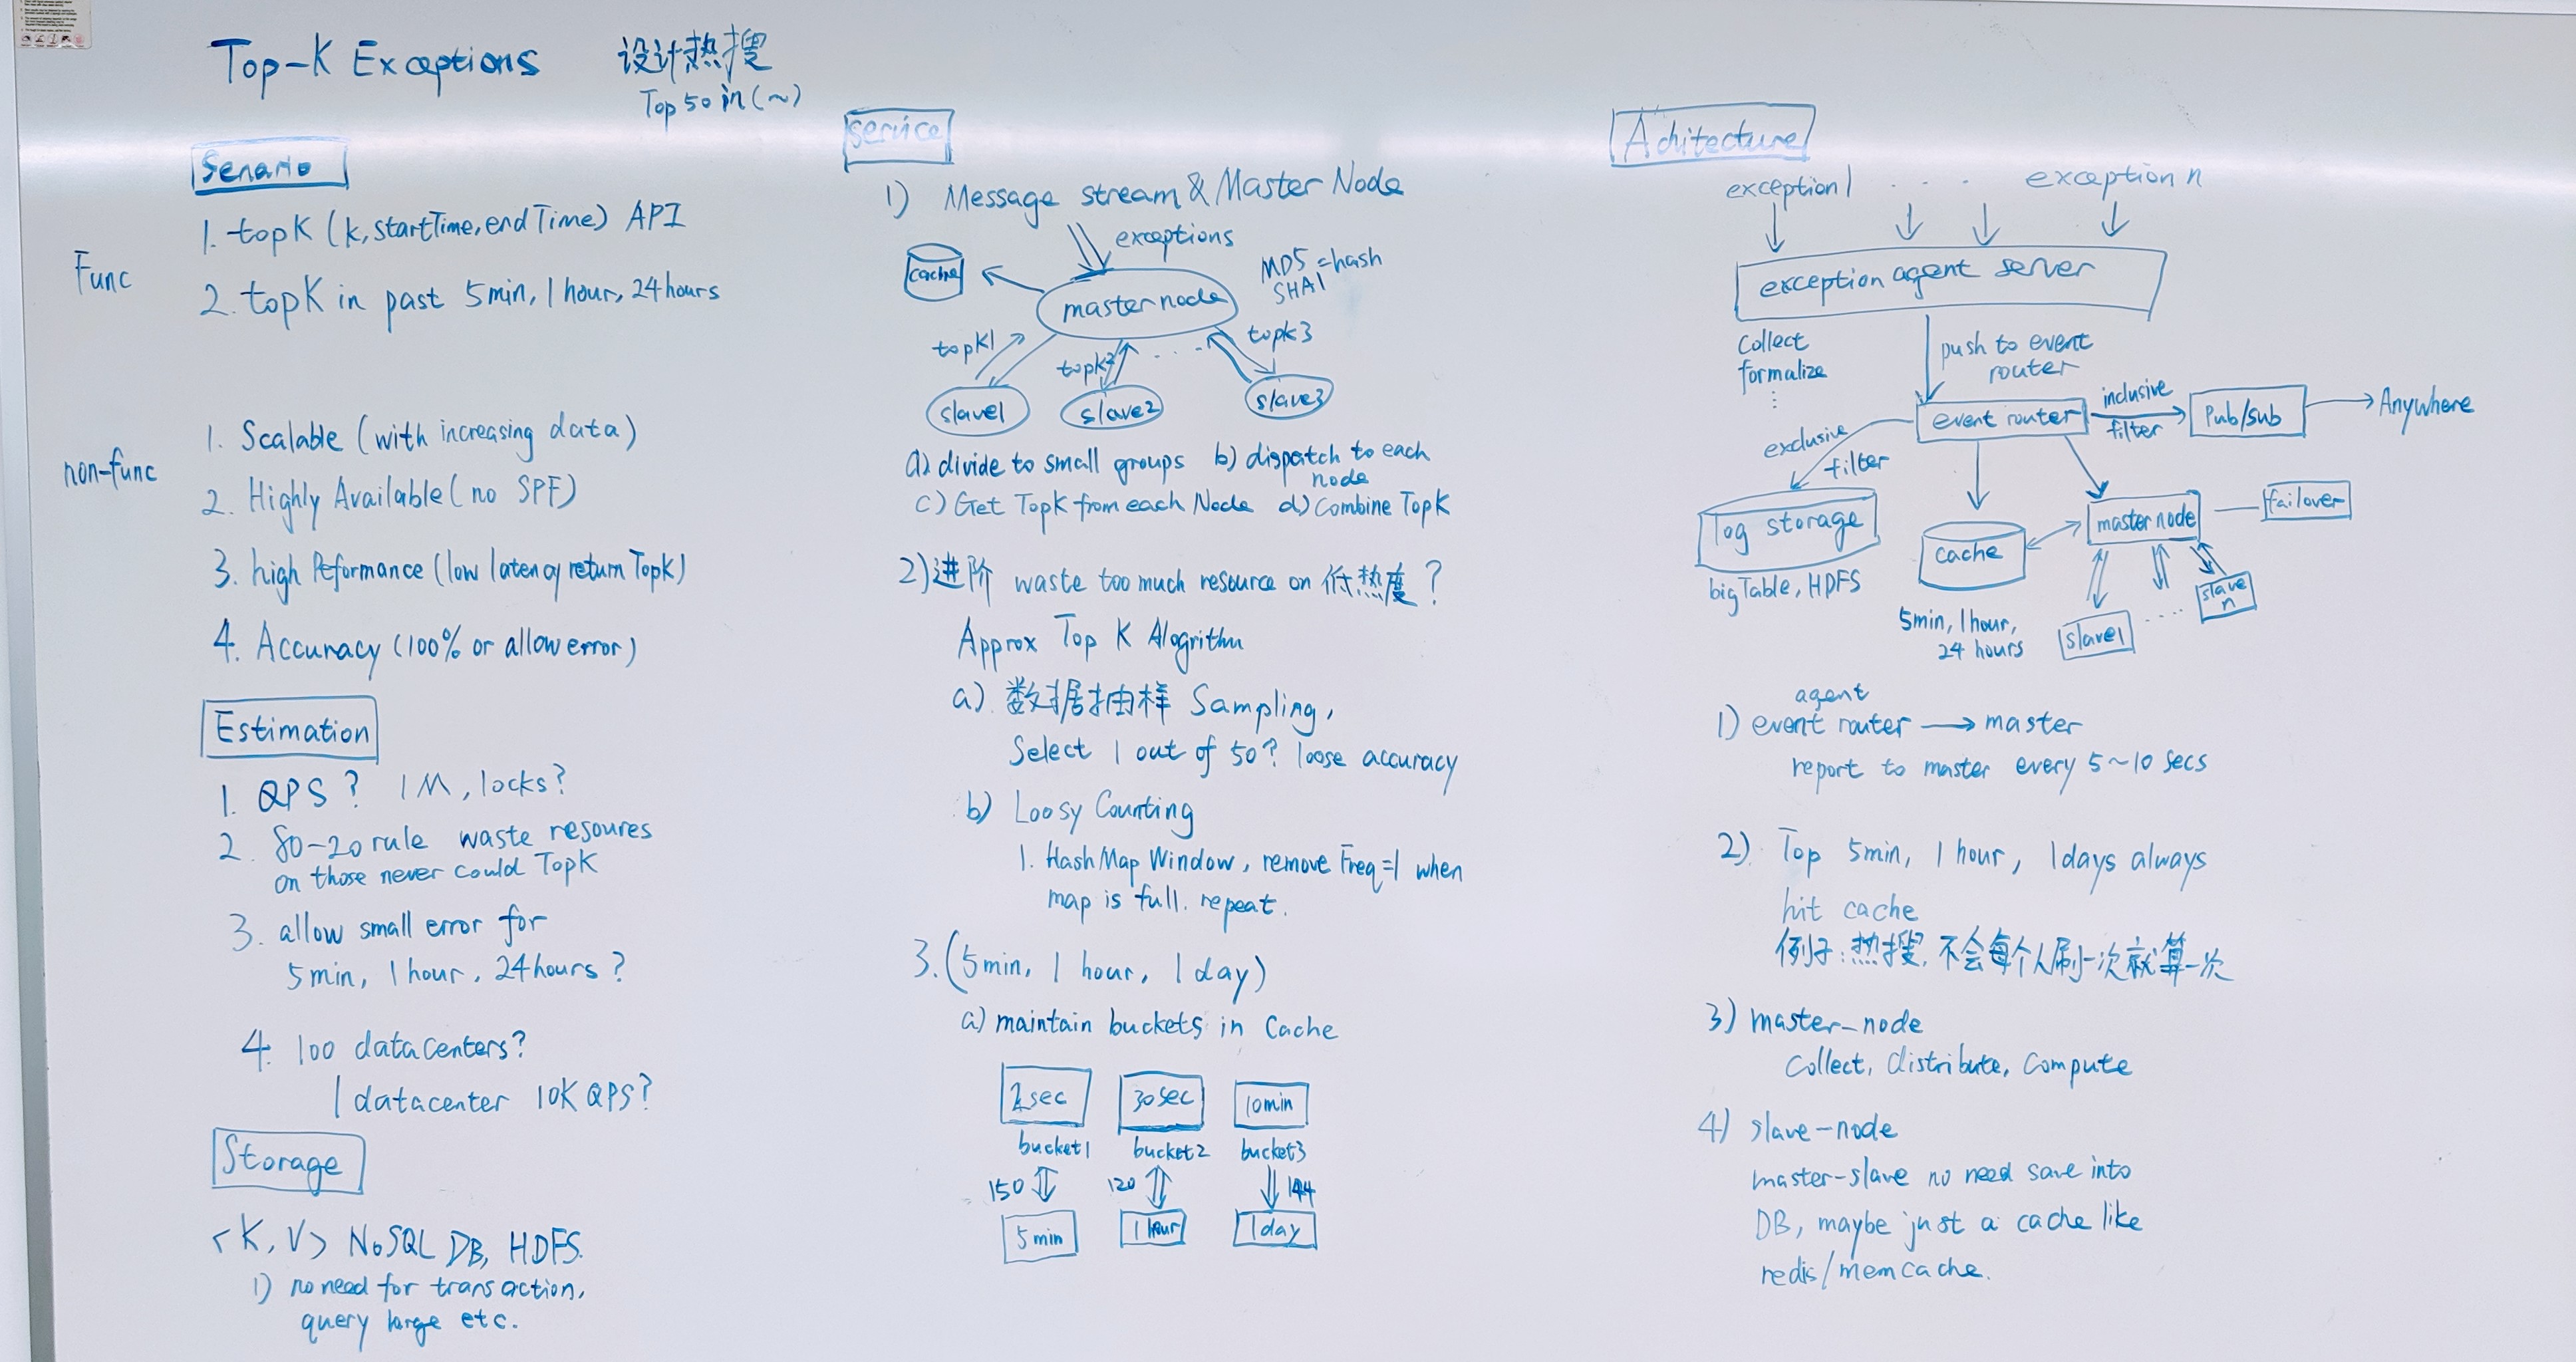 Top-K Exceptions 设计热搜
Top 50 in (~)
Senario
Func
1. topK (k, startTime, endTime) API
2. topK in past 5min, 1 hour, 24 hours
non-func
1. Scalable (with increasing data)
2. Highly Available (no SPF)
3. high Peformance (low latency return TopK)
4. Accuracy (100% or allow error)
Estimation
1. QPS? 1M, locks?
2. 80-20 rule waste resoures
on those never could TopK
3. allow small error for
5min, 1 hour, 24 hours?
4. 100 datacenters?
1 datacenter 10K QPS?
Storage
<K, V> NoSQL DB, HDFS.
1) no need for transaction,
query large etc.
Service
1) Message stream & Master Node
exceptions
cache
MD5 = hash
SHA1
master node
topK1
topK2
....
topK3
slave1
slave2
slave3
a) divide to small groups b) dispatch to each
node
c) Get TopK from each Node d) Combine TopK
2) 进阶 waste too much resource on 低热度?
Approx Top K Alogrithm
a) 数据抽样 Sampling,
Select 1 out of 50? loose accuracy
b) Loosy Counting
1. HashMap Window, remove Freq=1 when
map is full. repeat.
3. (5min, 1 hour, 1 day)
a) maintain buckets in Cache
2sec 30sec 10min
bucket1 bucket2 bucket3
150 120 144
5min 1 hour 1 day
Achitecture
exception1 ... exception n
exception agent server
Collect
formalize
⋮
push to event
router
event router
inclusive
filter
Pub/sub
Anywhere
exclusive
filter
log storage
bigTable, HDFS
cache
5min, 1 hour,
24 hours
master node
failover
slave1
....
slave
n
agent
1) event router → master
report to master every 5~10 secs
2) Top 5min, 1 hour, 1 days always
hit cache
例子: 热搜, 不会每个人刷一次就算一次
3) master-node
Collect, distribute, compute
4) slave-node
master-slave no need save into
DB, maybe just a cache like
redis/memcache.